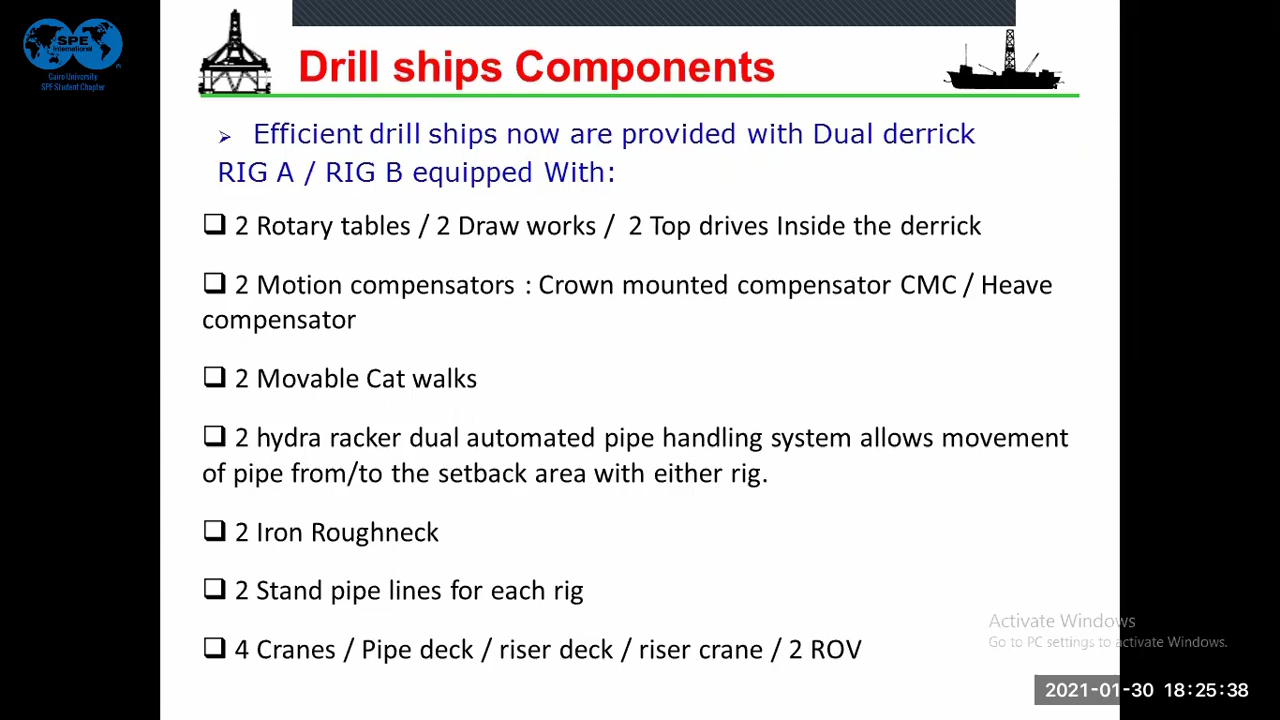 SPE
International
Cairo University
SPE Student Chapter
Drill ships Components
➢ Efficient drill ships now are provided with Dual derrick
RIG A / RIG B equipped With:
❑ 2 Rotary tables / 2 Draw works / 2 Top drives Inside the derrick
❑ 2 Motion compensators : Crown mounted compensator CMC / Heave
compensator
❑ 2 Movable Cat walks
❑ 2 hydra racker dual automated pipe handling system allows movement
of pipe from/to the setback area with either rig.
❑ 2 Iron Roughneck
❑ 2 Stand pipe lines for each rig
❑ 4 Cranes / Pipe deck / riser deck / riser crane / 2 ROV
Activate Windows
Go to PC settings to activate Windows.
2021-01-30 18:25:38